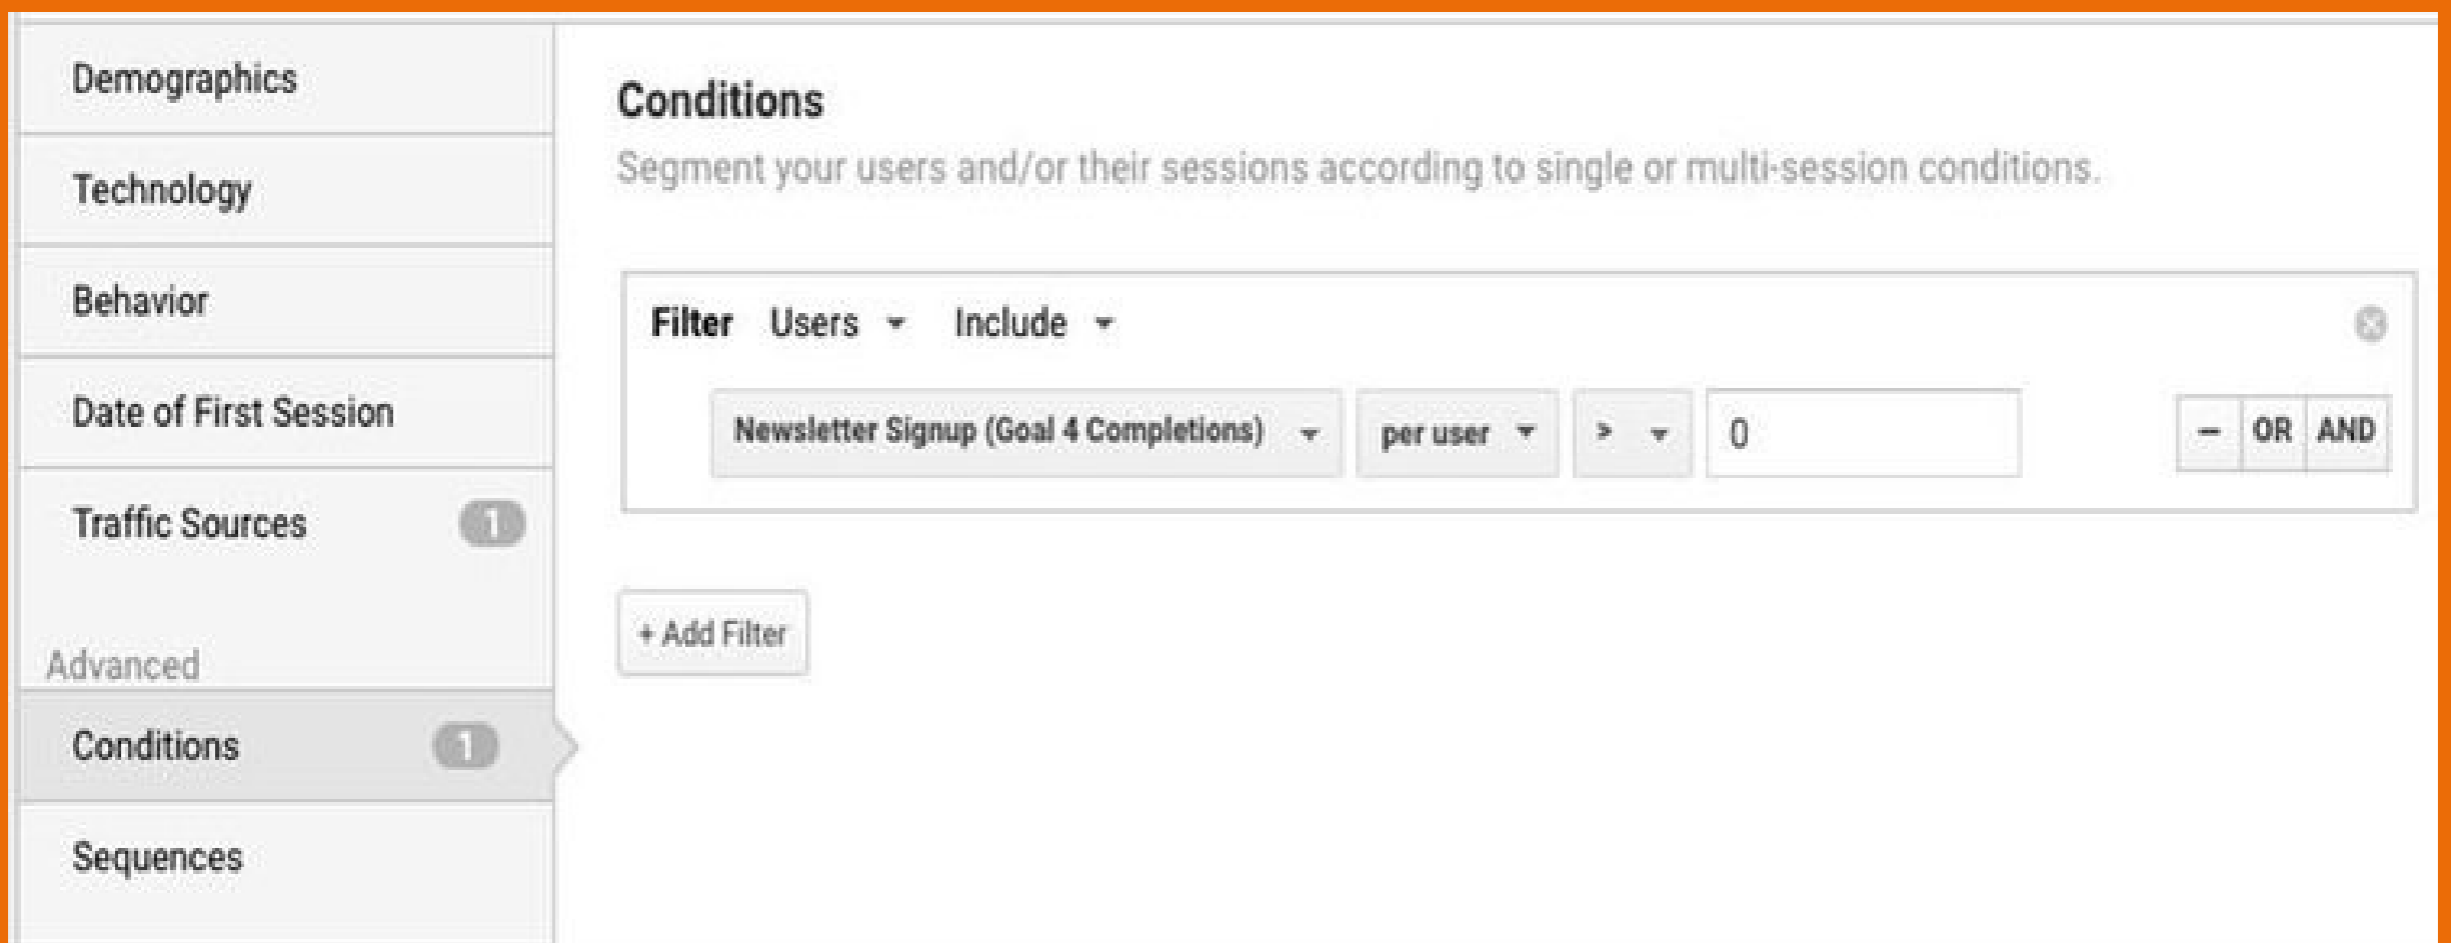 Demographics
Technology
Behavior
Date of First Session
Traffic Sources 1
Advanced
Conditions 1
Sequences
Conditions
Segment your users and/or their sessions according to single or multi-session conditions.
Filter Users Include
Newsletter Signup (Goal 4 Completions) per user > 0 – OR AND
+ Add Filter